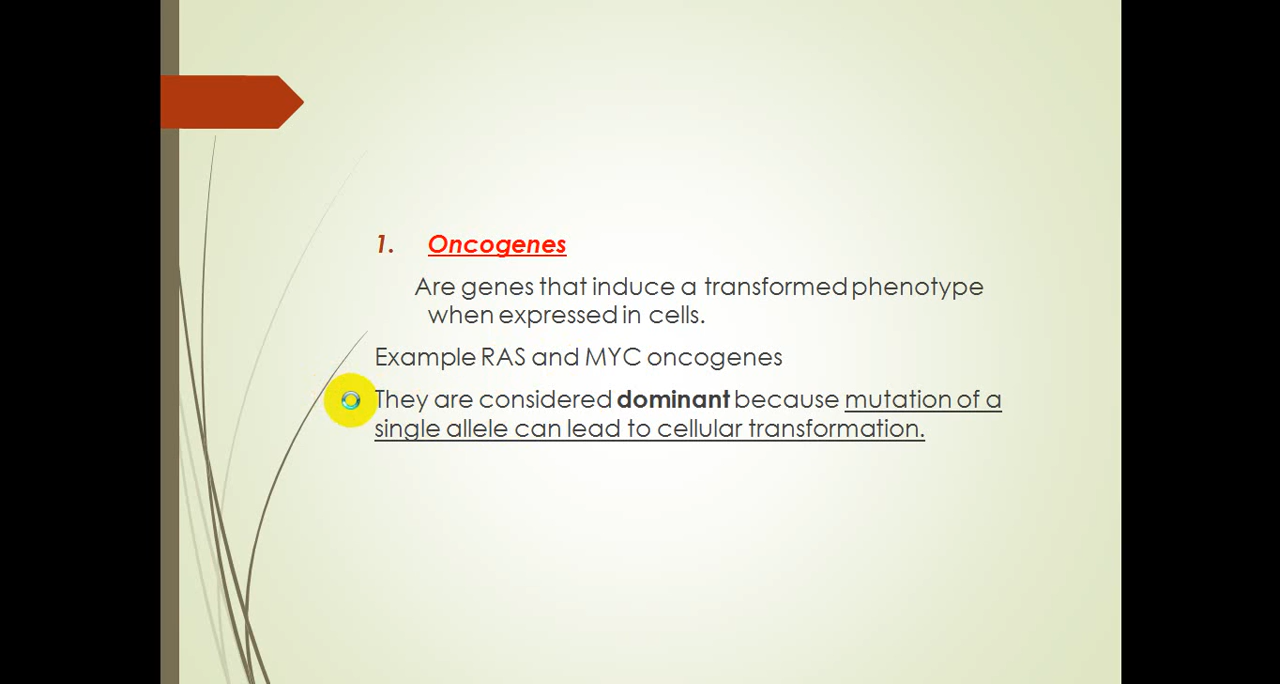 1. Oncogenes
Are genes that induce a transformed phenotype
when expressed in cells.
Example RAS and MYC oncogenes
They are considered dominant because mutation of a
single allele can lead to cellular transformation.